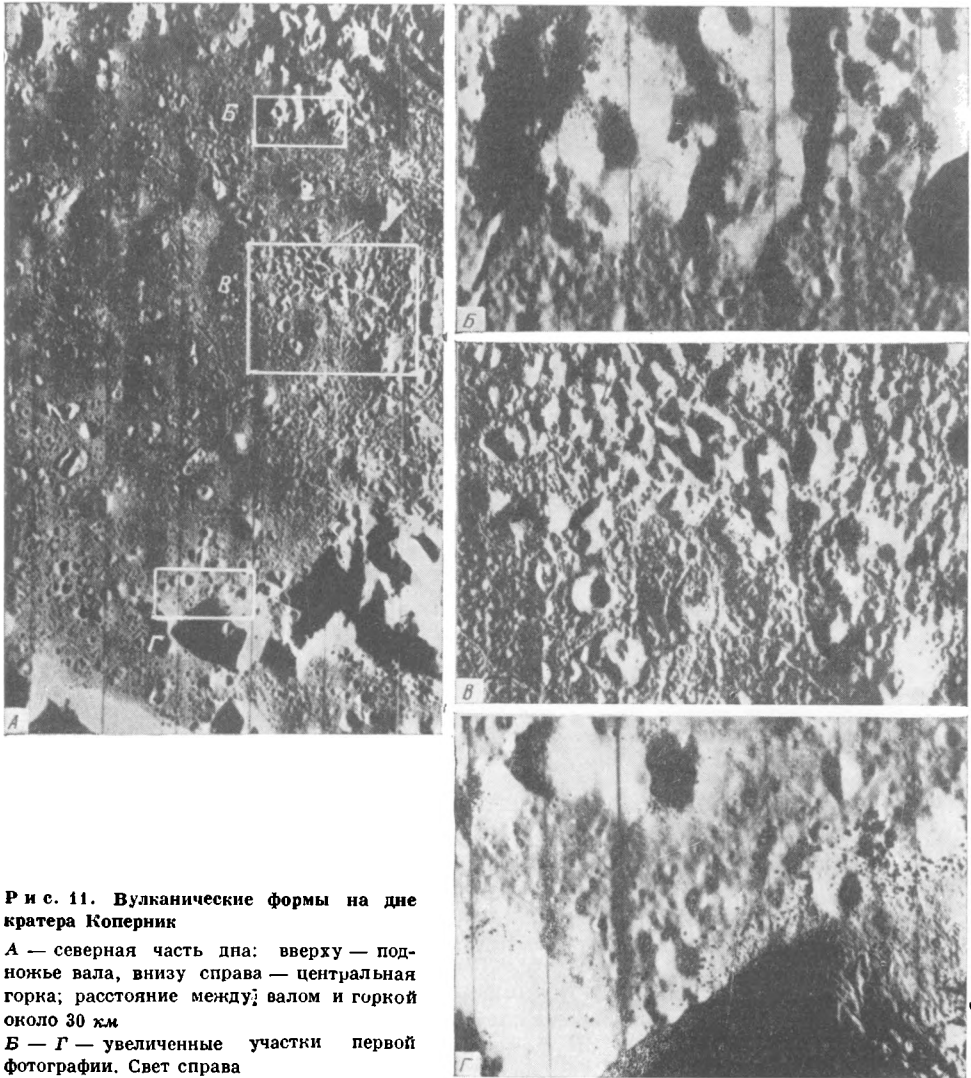 Б
В
Г
А
Б
В
Г
Рис. 11. Вулканические формы на дне
кратера Коперник
А — северная часть дна: вверху — под-
ножье вала, внизу справа — центральная
горка; расстояние между валом и горкой
около 30 км
Б — Г — увеличенные участки первой
фотографии. Свет справа